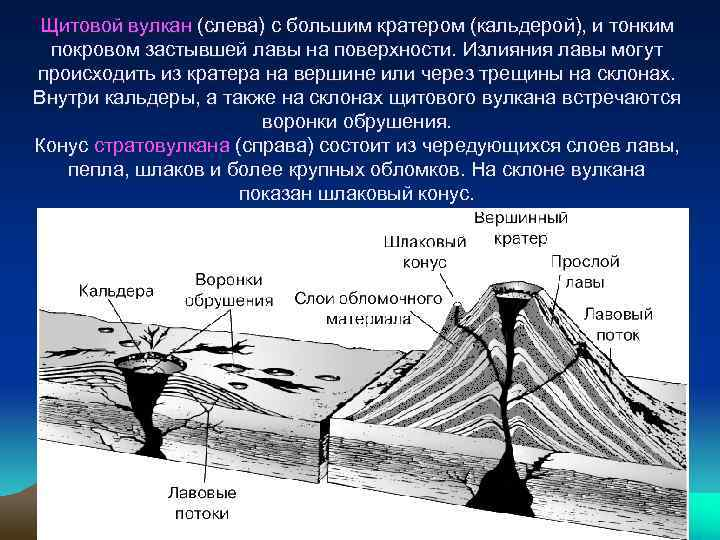 Щитовой вулкан (слева) с большим кратером (кальдерой), и тонким
покровом застывшей лавы на поверхности. Излияния лавы могут
происходить из кратера на вершине или через трещины на склонах.
Внутри кальдеры, а также на склонах щитового вулкана встречаются
воронки обрушения.
Конус стратовулкана (справа) состоит из чередующихся слоев лавы,
пепла, шлаков и более крупных обломков. На склоне вулкана
показан шлаковый конус.
Вершинный
кратер
Шлаковый
конус
Прослой
лавы
Кальдера
Воронки
обрушения
Слои обломочного
материала
Лавовый
поток
Лавовые
потоки